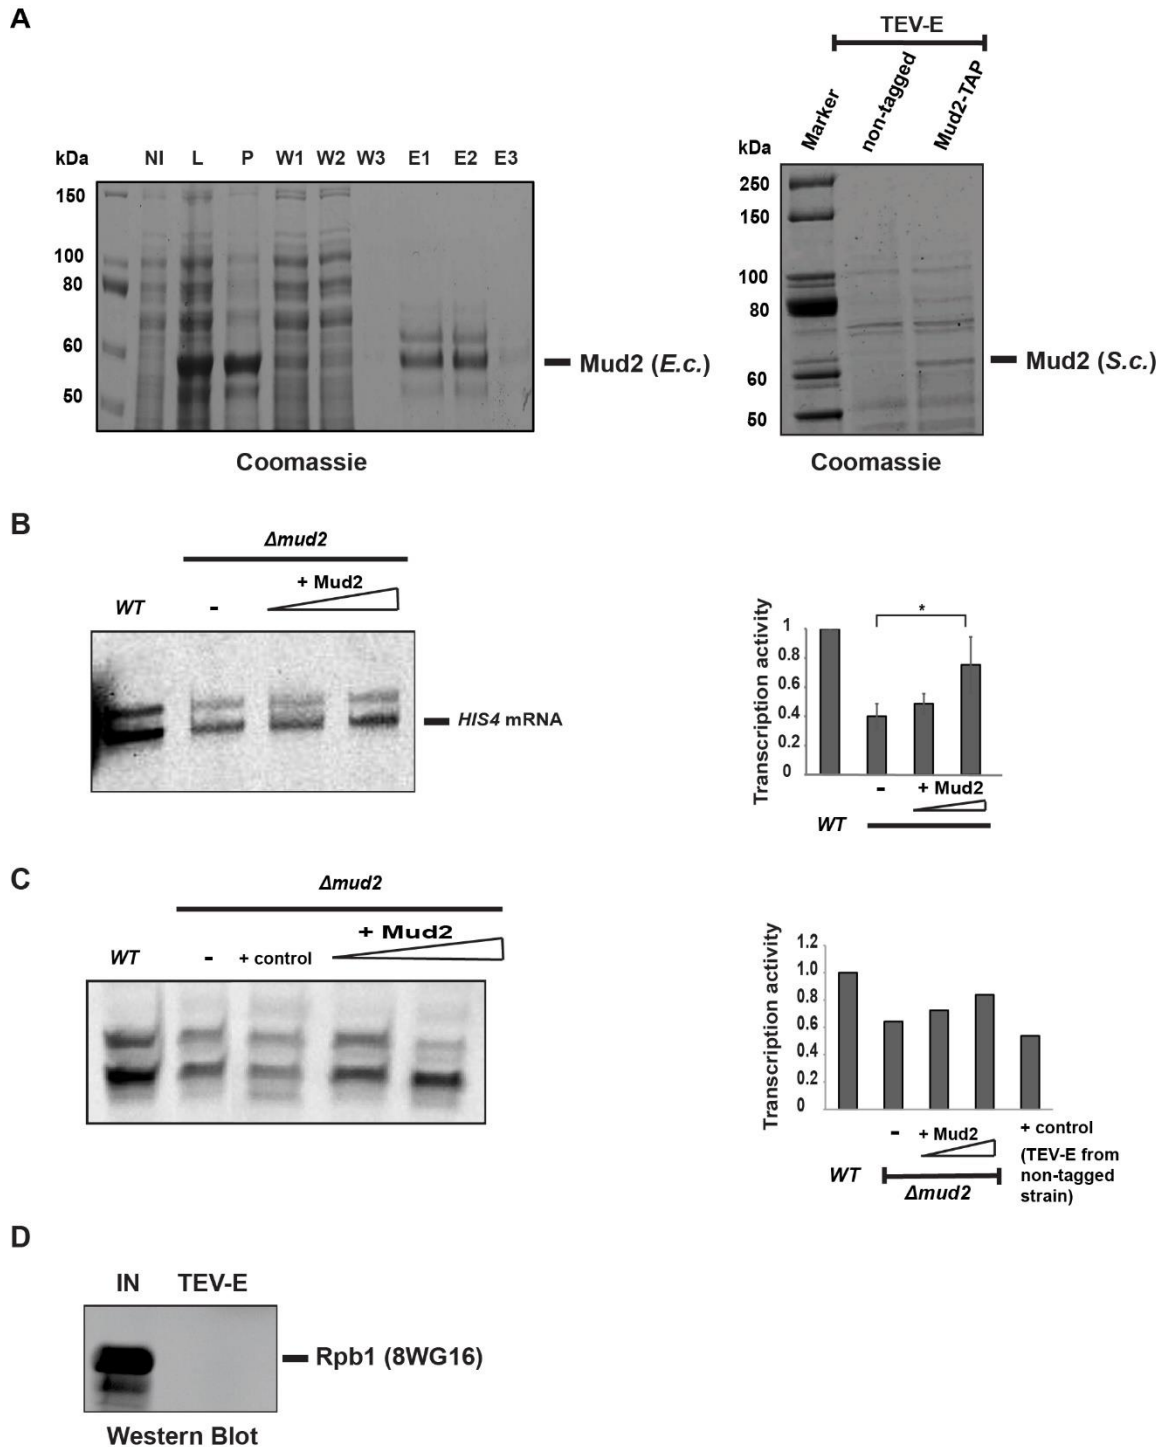 A
TEV-E
Marker
non-tagged
Mud2-TAP
kDa NI L P W1 W2 W3 E1 E2 E3
150
100
80
60
50
Mud2 (E.c.)
Coomassie
kDa
250
150
100
80
60
50
Mud2 (S.c.)
Coomassie
B
Δmud2
+ Mud2
WT -
HIS4 mRNA
Transcription activity
1
0.8
0.6
0.4
0.2
0
*
- + Mud2
WT
C
Δmud2
+ Mud2
WT - + control
Transcription activity
1.2
1.0
0.8
0.6
0.4
0.2
0
- + Mud2
+ control
(TEV-E from
non-tagged
strain)
WT
Δmud2
D
IN TEV-E
Rpb1 (8WG16)
Western Blot